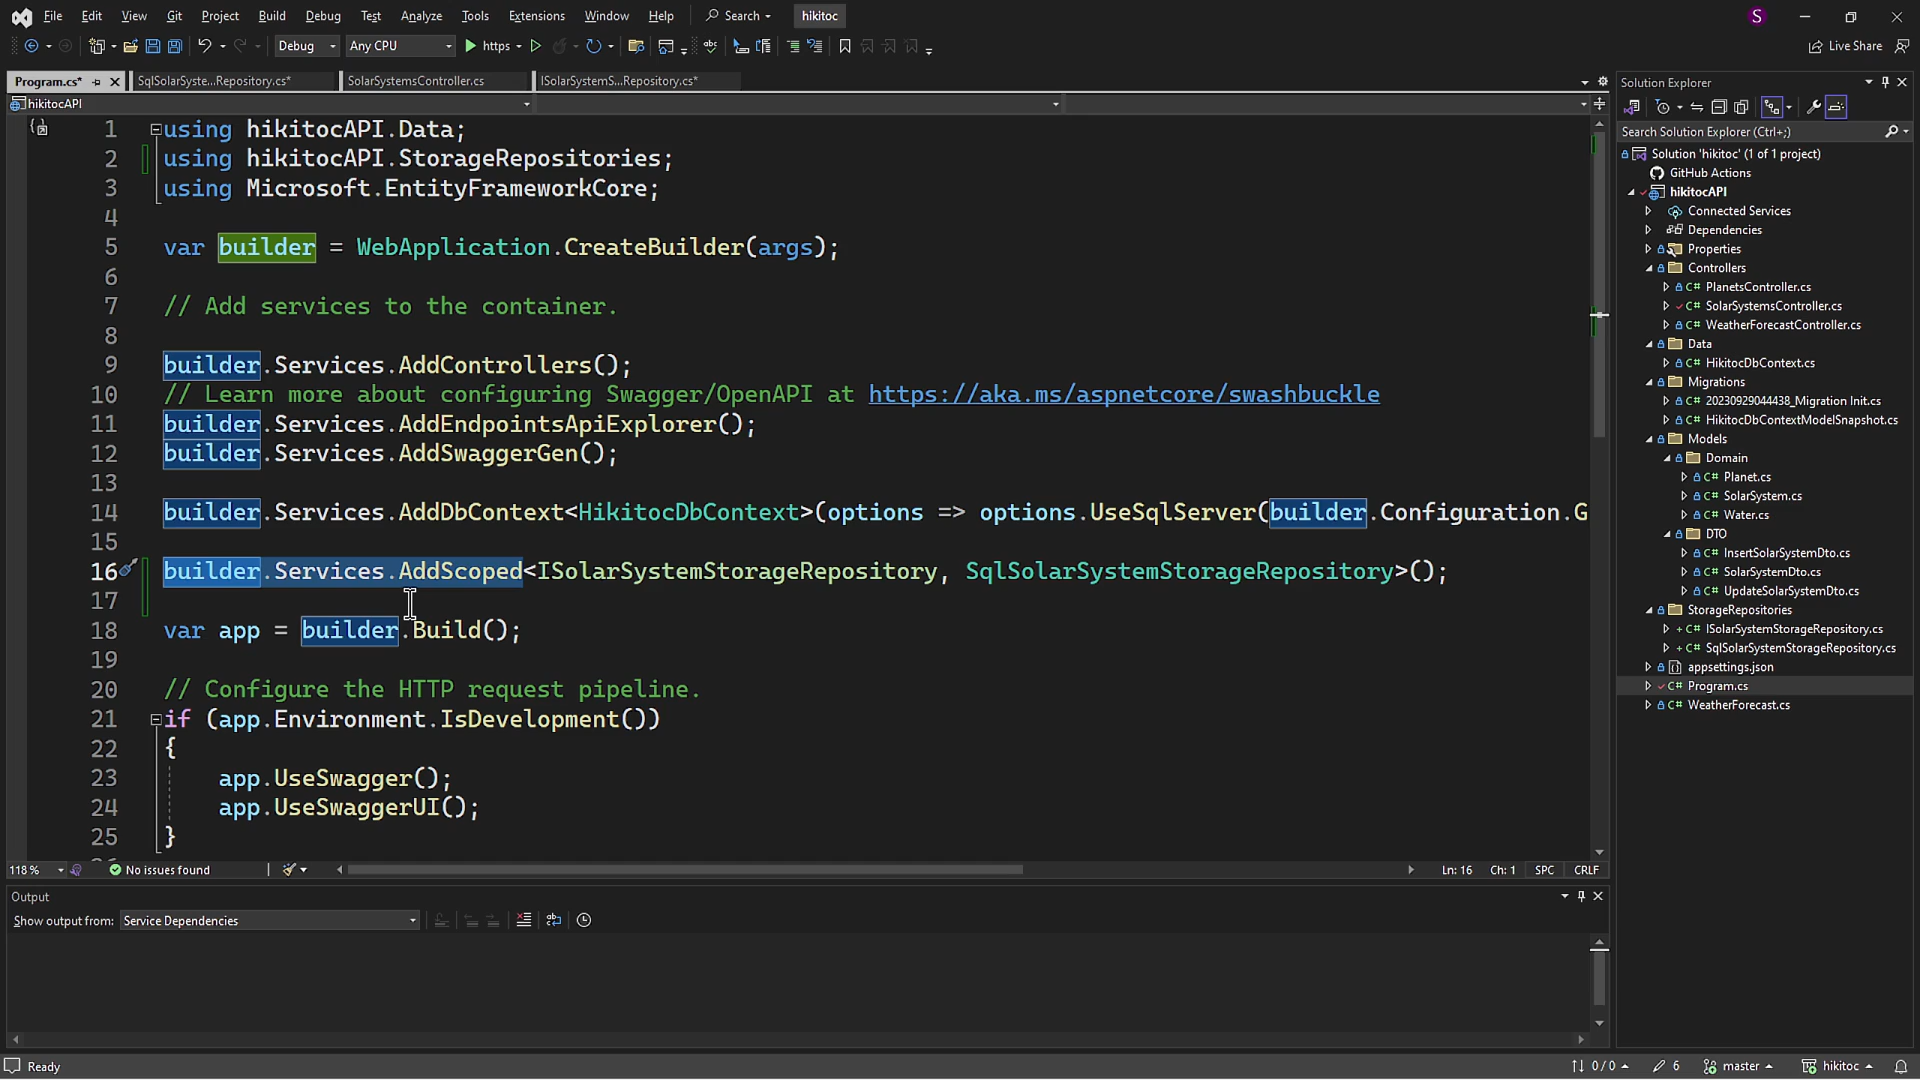 File Edit View Git Project Build Debug Test Analyze Tools Extensions Window Help Search hikitoc S
Debug Any CPU https Live Share
Program.cs* SqlSolarSyste...Repository.cs* SolarSystemsController.cs ISolarSystemS...Repository.cs*
hikitocAPI
1 using hikitocAPI.Data;
2 using hikitocAPI.StorageRepositories;
3 using Microsoft.EntityFrameworkCore;
4
5 var builder = WebApplication.CreateBuilder(args);
6
7 // Add services to the container.
8
9 builder.Services.AddControllers();
10 // Learn more about configuring Swagger/OpenAPI at https://aka.ms/aspnetcore/swashbuckle
11 builder.Services.AddEndpointsApiExplorer();
12 builder.Services.AddSwaggerGen();
13
14 builder.Services.AddDbContext<HikitocDbContext>(options => options.UseSqlServer(builder.Configuration.G
15
16 builder.Services.AddScoped<ISolarSystemStorageRepository, SqlSolarSystemStorageRepository>();
17
18 var app = builder.Build();
19
20 // Configure the HTTP request pipeline.
21 if (app.Environment.IsDevelopment())
22 {
23 app.UseSwagger();
24 app.UseSwaggerUI();
25 }
118 % No issues found Ln: 16 Ch: 1 SPC CRLF
Output
Show output from: Service Dependencies
Solution Explorer
Search Solution Explorer (Ctrl+;)
Solution 'hikitoc' (1 of 1 project)
GitHub Actions
hikitocAPI
Connected Services
Dependencies
Properties
Controllers
C# PlanetsController.cs
C# SolarSystemsController.cs
C# WeatherForecastController.cs
Data
C# HikitocDbContext.cs
Migrations
C# 20230929044438_Migration Init.cs
C# HikitocDbContextModelSnapshot.cs
Models
Domain
C# Planet.cs
C# SolarSystem.cs
C# Water.cs
DTO
C# InsertSolarSystemDto.cs
C# SolarSystemDto.cs
C# UpdateSolarSystemDto.cs
StorageRepositories
C# ISolarSystemStorageRepository.cs
C# SqlSolarSystemStorageRepository.cs
appsettings.json
C# Program.cs
C# WeatherForecast.cs
Ready 0 / 0 6 master hikitoc